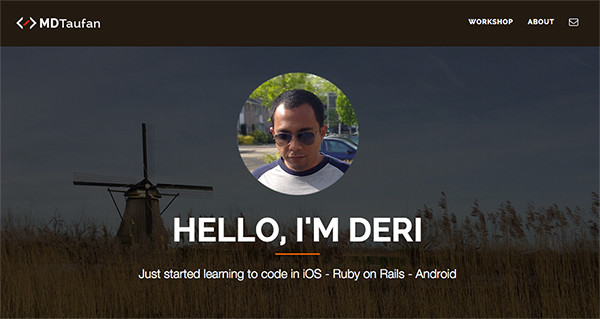 MDTaufan
WORKSHOP ABOUT
HELLO, I'M DERI
Just started learning to code in iOS - Ruby on Rails - Android